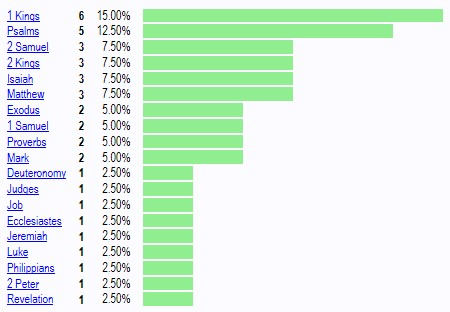 1 Kings 6 15.00%
Psalms 5 12.50%
2 Samuel 3 7.50%
2 Kings 3 7.50%
Isaiah 3 7.50%
Matthew 3 7.50%
Exodus 2 5.00%
1 Samuel 2 5.00%
Proverbs 2 5.00%
Mark 2 5.00%
Deuteronomy 1 2.50%
Judges 1 2.50%
Job 1 2.50%
Ecclesiastes 1 2.50%
Jeremiah 1 2.50%
Luke 1 2.50%
Philippians 1 2.50%
2 Peter 1 2.50%
Revelation 1 2.50%